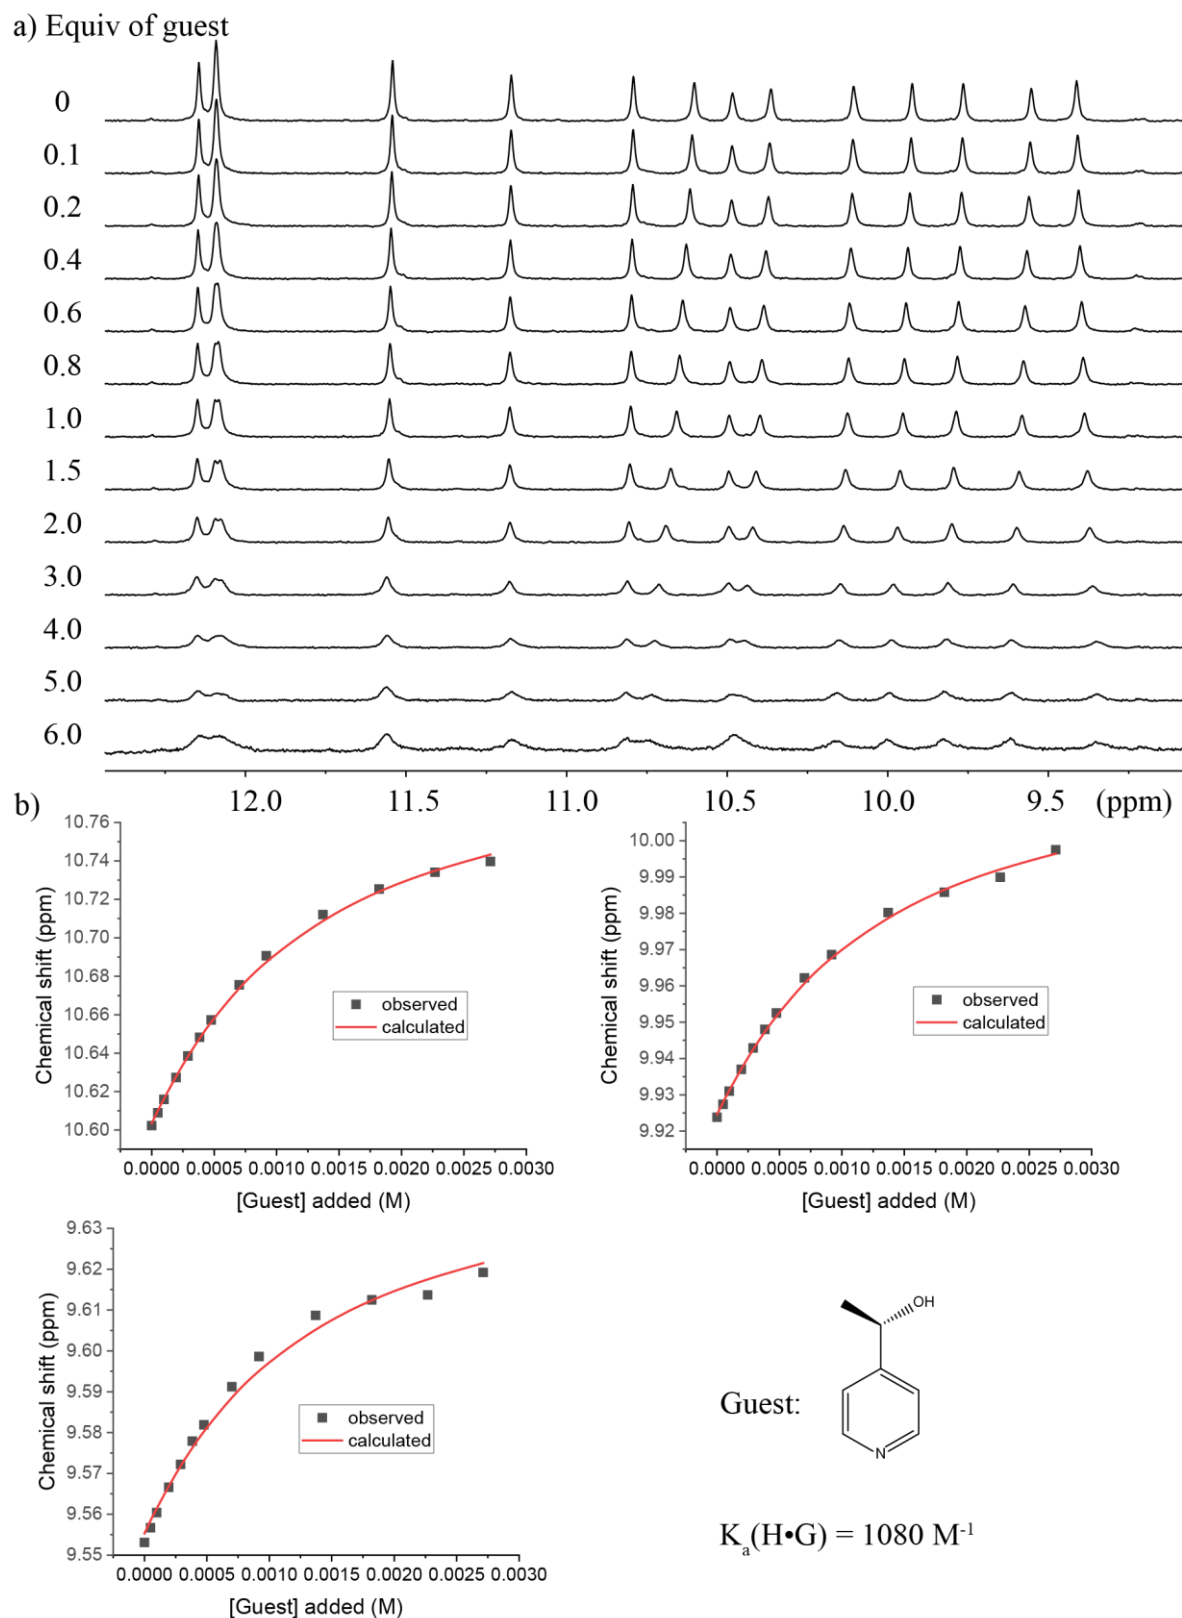 a) Equiv of guest
0
0.1
0.2
0.4
0.6
0.8
1.0
1.5
2.0
3.0
4.0
5.0
6.0
12.0 11.5 11.0 10.5 10.0 9.5 (ppm)
b)
10.76
10.74
10.72
10.70
10.68
10.66
10.64
10.62
10.60
Chemical shift (ppm)
observed
calculated
0.0000 0.0005 0.0010 0.0015 0.0020 0.0025 0.0030
[Guest] added (M)
10.00
9.99
9.98
9.97
9.96
9.95
9.94
9.93
9.92
Chemical shift (ppm)
observed
calculated
0.0000 0.0005 0.0010 0.0015 0.0020 0.0025 0.0030
[Guest] added (M)
9.63
9.62
9.61
9.60
9.59
9.58
9.57
9.56
9.55
Chemical shift (ppm)
observed
calculated
0.0000 0.0005 0.0010 0.0015 0.0020 0.0025 0.0030
[Guest] added (M)
OH
Guest:
N
Kₐ(H•G) = 1080 M⁻¹